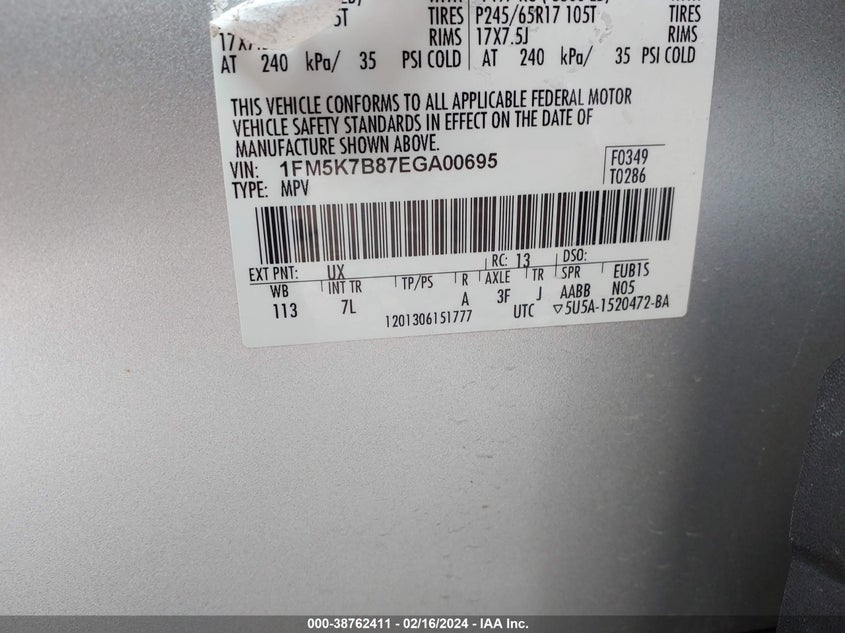 5T TIRES P245/65R17 105T TIRES
RIMS 17X7.5J RIMS
AT 240 kPa/ 35 PSI COLD AT 240 kPa/ 35 PSI COLD
THIS VEHICLE CONFORMS TO ALL APPLICABLE FEDERAL MOTOR
VEHICLE SAFETY STANDARDS IN EFFECT ON THE DATE OF
MANUFACTURE SHOWN ABOVE.
VIN: 1FM5K7B87EGA00695 F0349
TYPE: MPV T0286
EXT PNT: UX RC: 13 DSO:
WB INT TR TP/PS R AXLE TR SPR EUB1S
113 7L A 3F J AABB N05
1201306151777 UTC ▽5U5A-1520472-BA
000-38762411 - 02/16/2024 - IAA Inc.